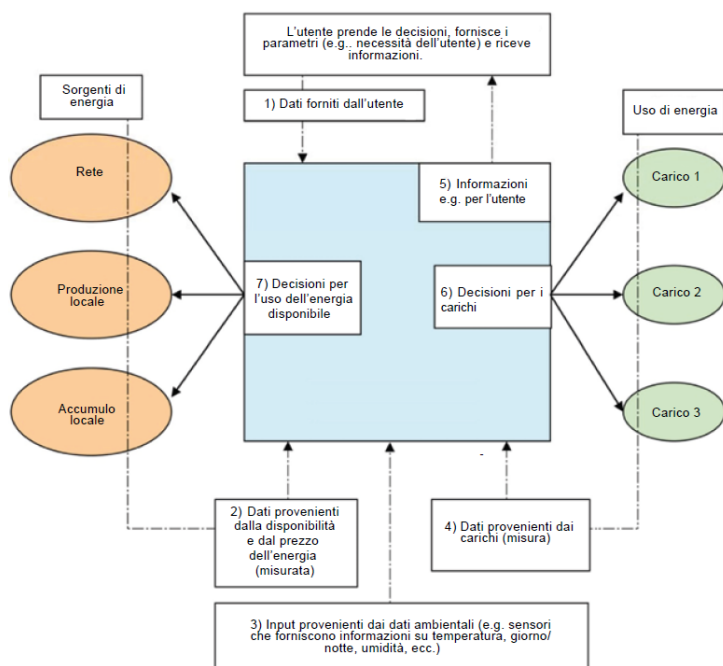 L'utente prende le decisioni, fornisce i
parametri (e.g.. necessità dell'utente) e riceve
informazioni.
Sorgenti di
energia
1) Dati forniti dall'utente
Uso di energia
Rete
5) Informazioni
e.g. per l'utente
Carico 1
Produzione
locale
7) Decisioni per
l'uso dell'energia
disponibile
6) Decisioni per i
carichi
Carico 2
Accumulo
locale
Carico 3
2) Dati provenienti
dalla disponibilità
e dal prezzo
dell'energia
(misurata)
4) Dati provenienti dai
carichi (misura)
3) Input provenienti dai dati ambientali (e.g. sensori
che forniscono informazioni su temperatura, giorno/
notte, umidità, ecc.)